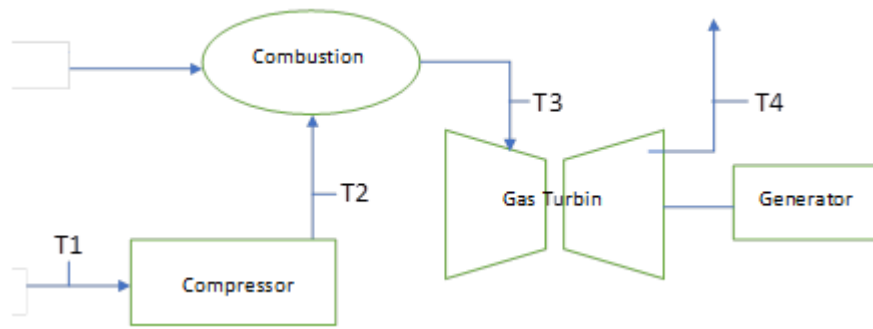 Combustion
T3
T4
T2
Gas Turbin
Generator
T1
Compressor